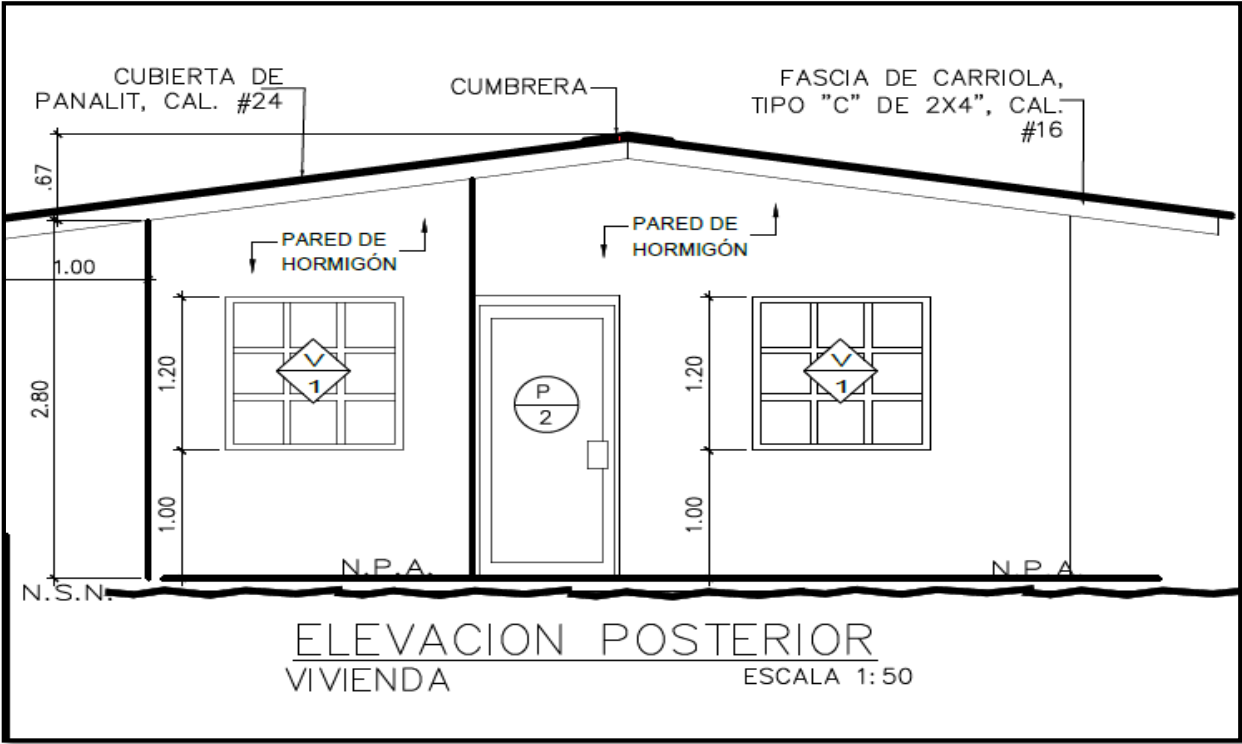 CUBIERTA DE
PANALIT, CAL. #24
CUMBRERA
FASCIA DE CARRIOLA,
TIPO "C" DE 2X4", CAL.
#16
.67
PARED DE
HORMIGÓN
PARED DE
HORMIGÓN
1.00
2.80
1.20
V
1
P
2
1.20
V
1
1.00
1.00
N.P.A.
N.P.A
N.S.N.
ELEVACION POSTERIOR
VIVIENDA
ESCALA 1:50